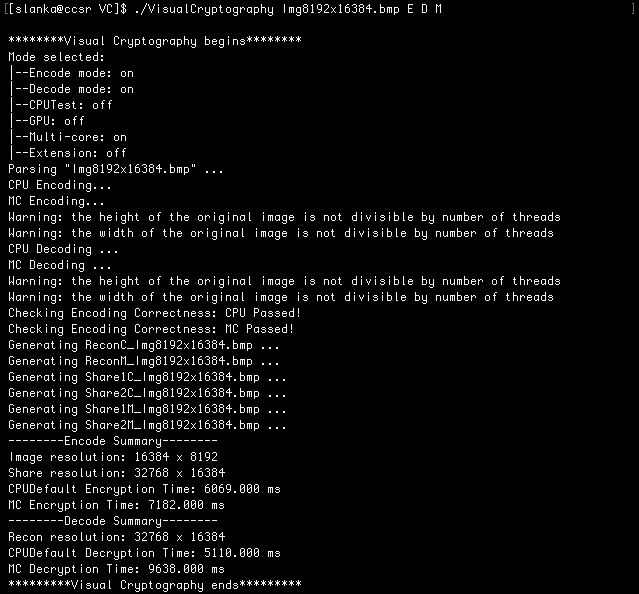 [[slanka@ccsr VC]$ ./VisualCryptography Img8192x16384.bmp E D M ]
********Visual Cryptography begins********
Mode selected:
|--Encode mode: on
|--Decode mode: on
|--CPUTest: off
|--GPU: off
|--Multi-core: on
|--Extension: off
Parsing "Img8192x16384.bmp" ...
CPU Encoding...
MC Encoding...
Warning: the height of the original image is not divisible by number of threads
Warning: the width of the original image is not divisible by number of threads
CPU Decoding ...
MC Decoding ...
Warning: the height of the original image is not divisible by number of threads
Warning: the width of the original image is not divisible by number of threads
Checking Encoding Correctness: CPU Passed!
Checking Encoding Correctness: MC Passed!
Generating ReconC_Img8192x16384.bmp ...
Generating ReconM_Img8192x16384.bmp ...
Generating Share1C_Img8192x16384.bmp ...
Generating Share2C_Img8192x16384.bmp ...
Generating Share1M_Img8192x16384.bmp ...
Generating Share2M_Img8192x16384.bmp ...
--------Encode Summary--------
Image resolution: 16384 x 8192
Share resolution: 32768 x 16384
CPUDefault Encryption Time: 6069.000 ms
MC Encryption Time: 7182.000 ms
--------Decode Summary--------
Recon resolution: 32768 x 16384
CPUDefault Decryption Time: 5110.000 ms
MC Decryption Time: 9638.000 ms
*********Visual Cryptography ends*********